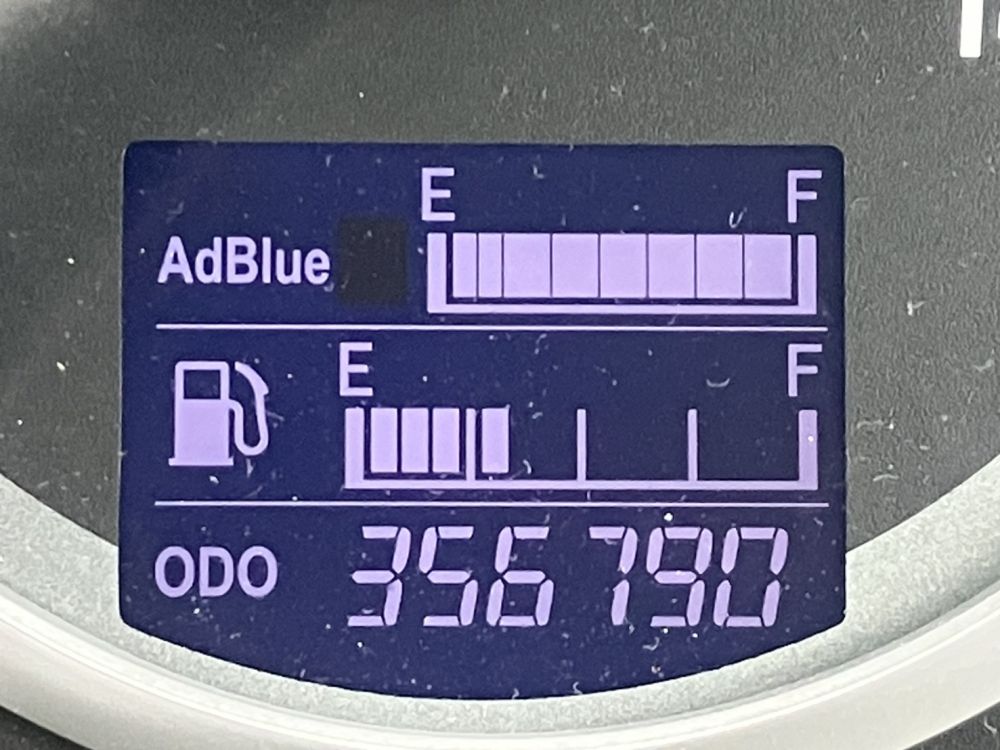 E F
AdBlue
E F
ODO 356790